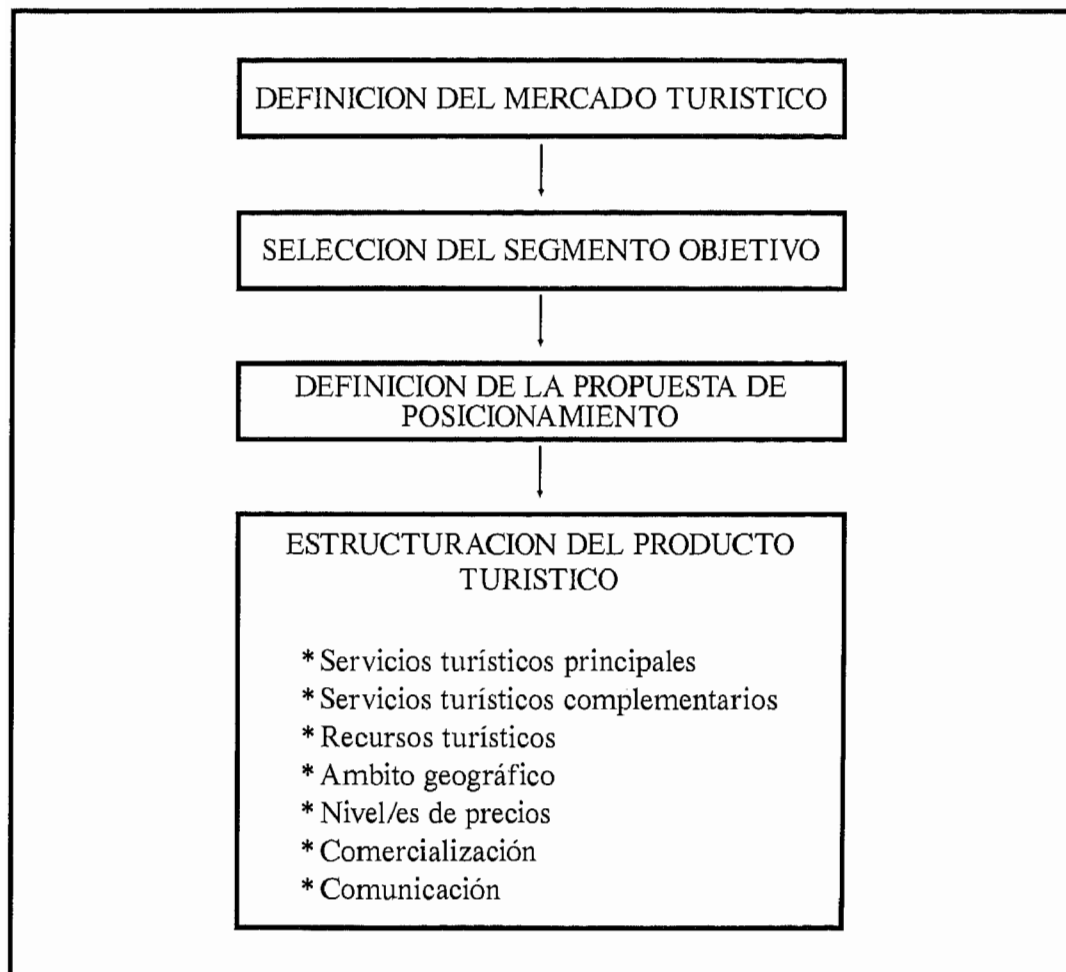 DEFINICION DEL MERCADO TURISTICO
SELECCION DEL SEGMENTO OBJETIVO
DEFINICION DE LA PROPUESTA DE
POSICIONAMIENTO
ESTRUCTURACION DEL PRODUCTO
TURISTICO
* Servicios turísticos principales
* Servicios turísticos complementarios
* Recursos turísticos
* Ambito geográfico
* Nivel/es de precios
* Comercialización
* Comunicación